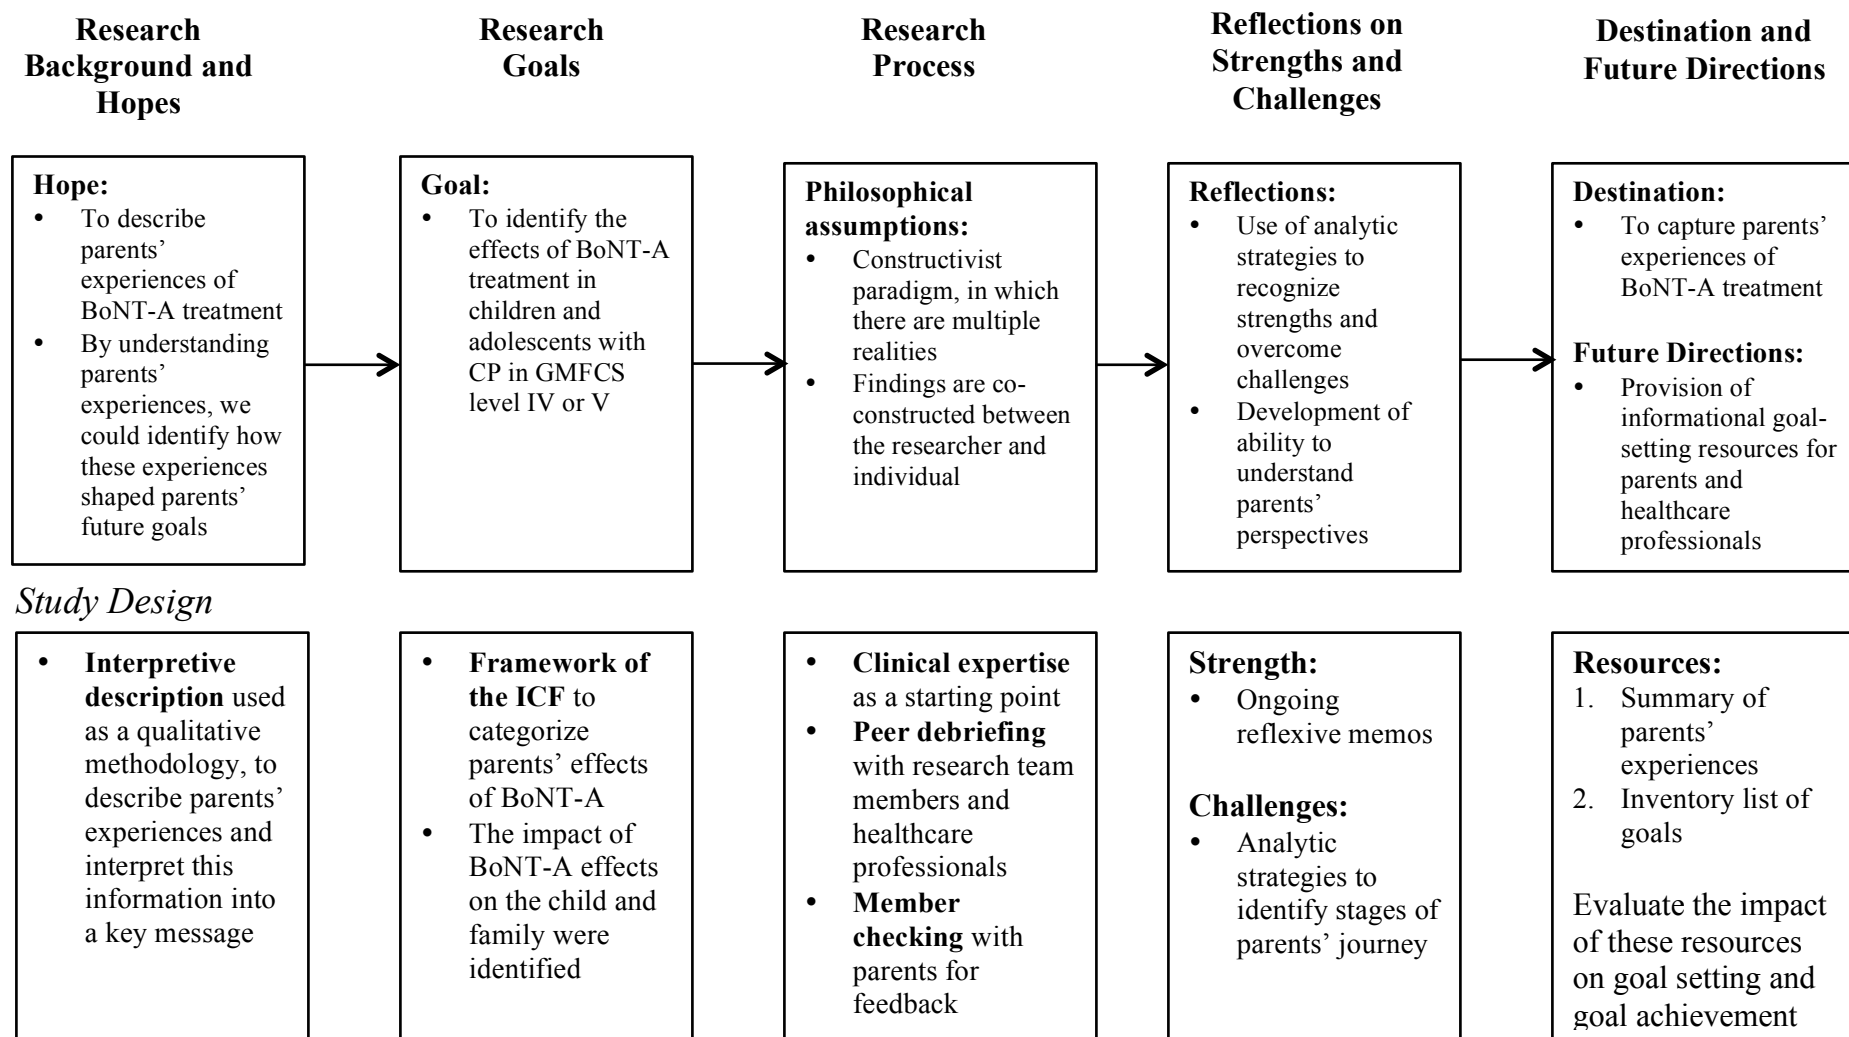 Research
Background and
Hopes
Research
Goals
Research
Process
Reflections on
Strengths and
Challenges
Destination and
Future Directions
Hope:
• To describe
parents’
experiences of
BoNT-A treatment
• By understanding
parents’
experiences, we
could identify how
these experiences
shaped parents’
future goals
Goal:
• To identify the
effects of BoNT-A
treatment in
children and
adolescents with
CP in GMFCS
level IV or V
Philosophical
assumptions:
• Constructivist
paradigm, in which
there are multiple
realities
• Findings are co-
constructed between
the researcher and
individual
Reflections:
• Use of analytic
strategies to
recognize
strengths and
overcome
challenges
• Development of
ability to
understand
parents’
perspectives
Destination:
• To capture parents’
experiences of
BoNT-A treatment
Future Directions:
• Provision of
informational goal-
setting resources for
parents and
healthcare
professionals
Study Design
• Interpretive
description used
as a qualitative
methodology, to
describe parents’
experiences and
interpret this
information into
a key message
• Framework of
the ICF to
categorize
parents’ effects
of BoNT-A
• The impact of
BoNT-A effects
on the child and
family were
identified
• Clinical expertise
as a starting point
• Peer debriefing
with research team
members and
healthcare
professionals
• Member
checking with
parents for
feedback
Strength:
• Ongoing
reflexive memos
Challenges:
• Analytic
strategies to
identify stages of
parents’ journey
Resources:
1. Summary of
parents’
experiences
2. Inventory list of
goals
Evaluate the impact
of these resources
on goal setting and
goal achievement